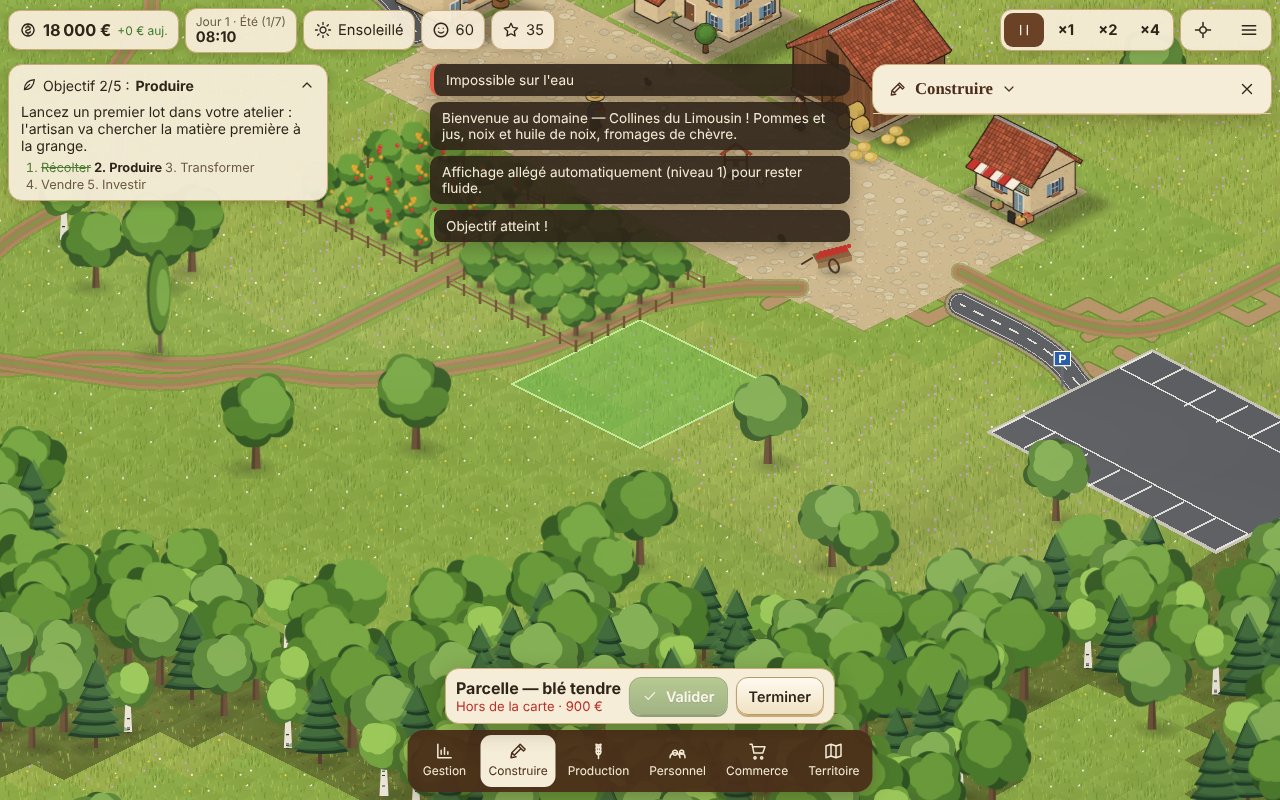 18 000 € +0 € auj.
Jour 1 · Été (1/7)
08:10
Ensoleillé
60
35
×1
×2
×4
Objectif 2/5 : Produire
Lancez un premier lot dans votre atelier :
l'artisan va chercher la matière première à
la grange.
1. Récolter 2. Produire 3. Transformer
4. Vendre 5. Investir
Impossible sur l'eau
Bienvenue au domaine — Collines du Limousin ! Pommes et
jus, noix et huile de noix, fromages de chèvre.
Affichage allégé automatiquement (niveau 1) pour rester
fluide.
Objectif atteint !
Construire
P
Parcelle — blé tendre
Hors de la carte · 900 €
Valider
Terminer
Gestion
Construire
Production
Personnel
Commerce
Territoire